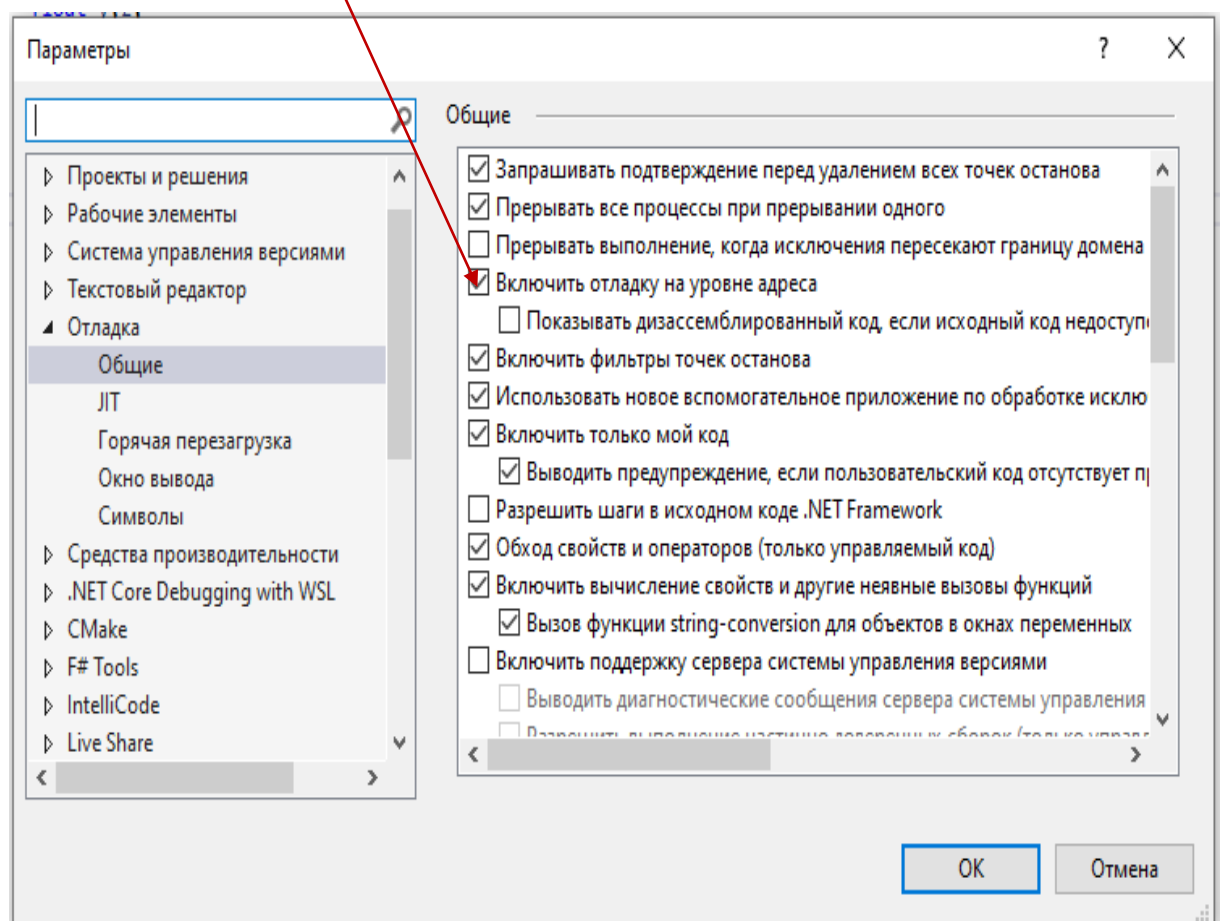 Параметры
?
Общие
Проекты и решения
Рабочие элементы
Система управления версиями
Текстовый редактор
Отладка
Общие
JIT
Горячая перезагрузка
Окно вывода
Символы
Средства производительности
.NET Core Debugging with WSL
CMake
F# Tools
IntelliCode
Live Share
Запрашивать подтверждение перед удалением всех точек останова
Прерывать все процессы при прерывании одного
Прерывать выполнение, когда исключения пересекают границу домена
Включить отладку на уровне адреса
Показывать дизассемблированный код, если исходный код недоступ
Включить фильтры точек останова
Использовать новое вспомогательное приложение по обработке исклю
Включить только мой код
Выводить предупреждение, если пользовательский код отсутствует п
Разрешить шаги в исходном коде .NET Framework
Обход свойств и операторов (только управляемый код)
Включить вычисление свойств и другие неявные вызовы функций
Вызов функции string-conversion для объектов в окнах переменных
Включить поддержку сервера системы управления версиями
Выводить диагностические сообщения сервера системы управления
OK
Отмена